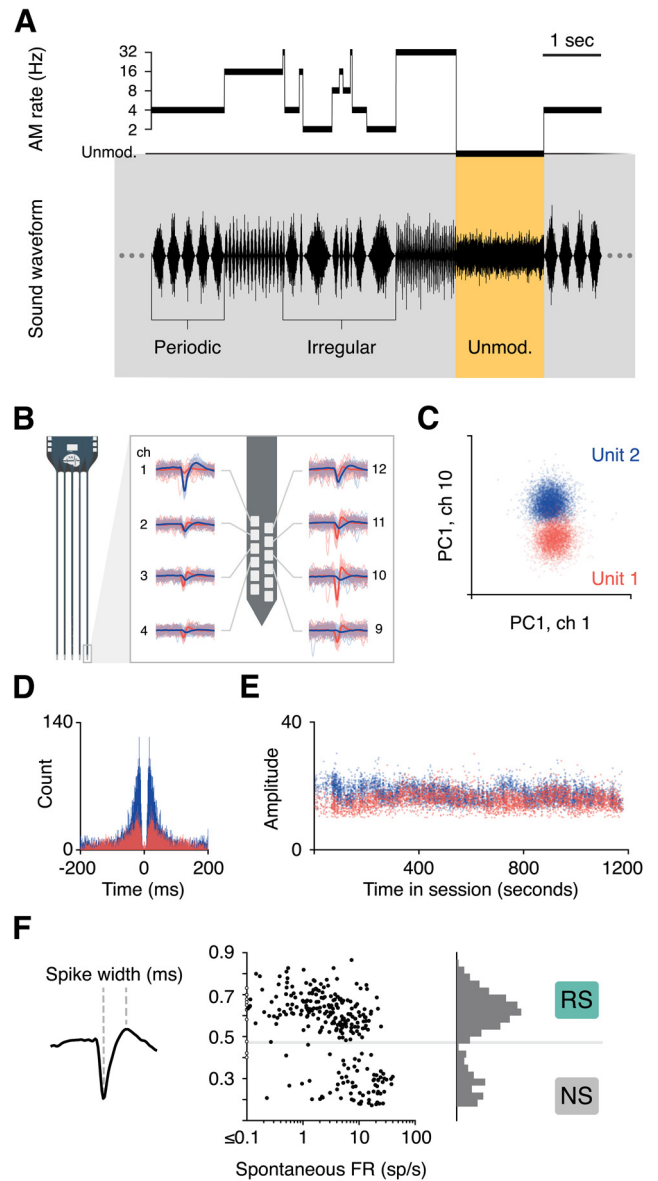 A
1 sec
AM rate (Hz)
32
16
8
4
2
Unmod.
Sound waveform
Periodic
Irregular
Unmod.
B
ch
1
2
3
4
12
11
10
9
C
PC1, ch 10
Unit 2
Unit 1
PC1, ch 1
D
140
Count
0
-200
0
200
Time (ms)
E
40
Amplitude
0
400
800
1200
Time in session (seconds)
F
Spike width (ms)
0.9
0.7
0.5
0.3
≤0.1
1
10
100
Spontaneous FR (sp/s)
RS
NS